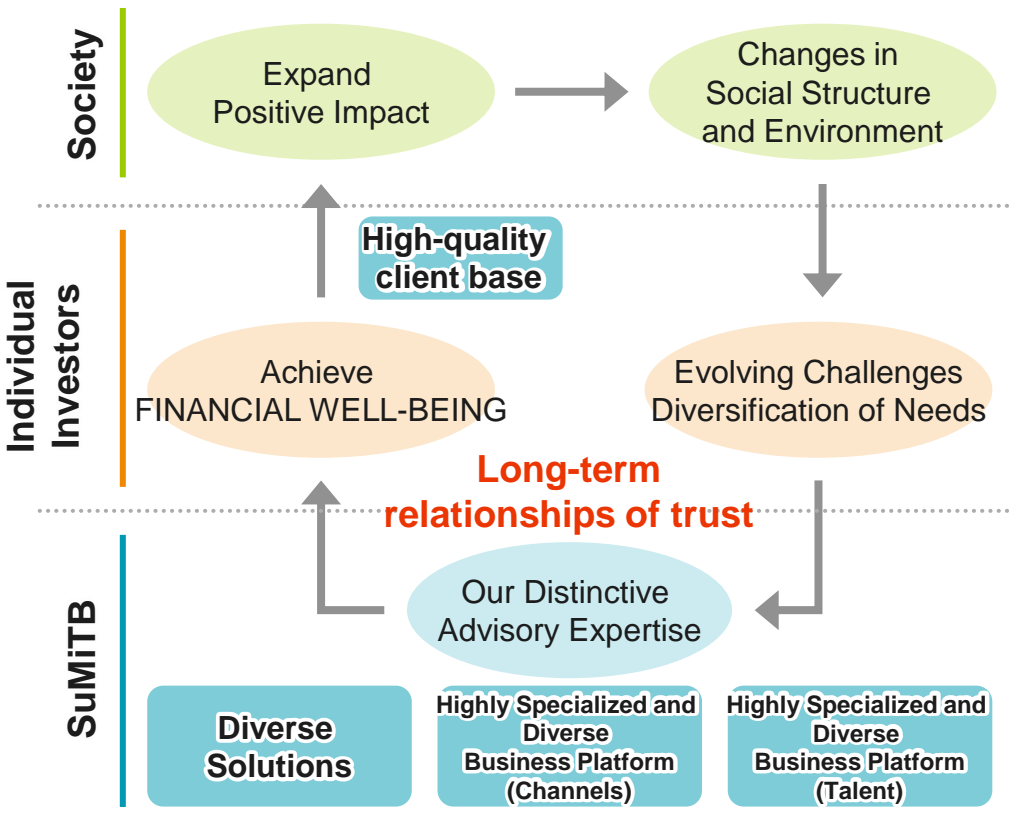 Society
Expand
Positive Impact
Changes in
Social Structure
and Environment
High-quality
client base
Individual
Investors
Achieve
FINANCIAL WELL-BEING
Evolving Challenges
Diversification of Needs
Long-term
relationships of trust
SuMiTB
Our Distinctive
Advisory Expertise
Diverse
Solutions
Highly Specialized and
Diverse
Business Platform
(Channels)
Highly Specialized and
Diverse
Business Platform
(Talent)